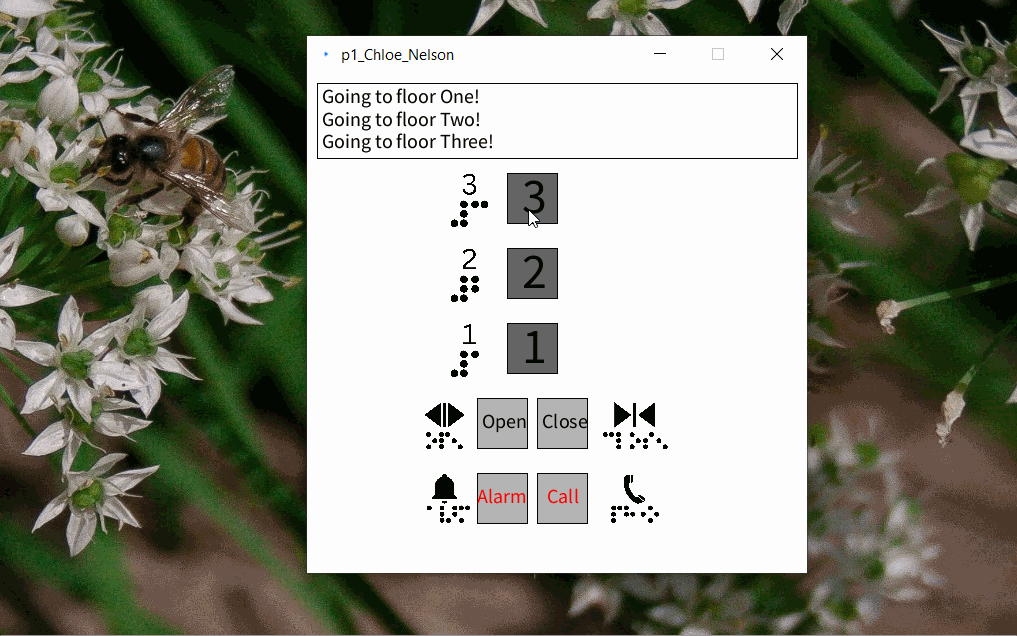 p1_Chloe_Nelson
Going to floor One!
Going to floor Two!
Going to floor Three!
3 3
2 2
1 1
Open Close
Alarm Call